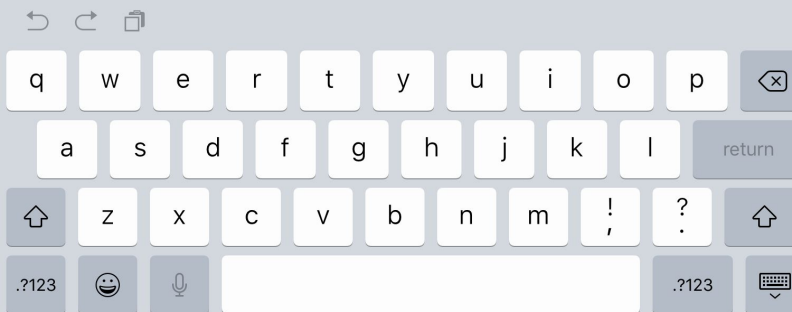 q w e r t y u i o p
a s d f g h j k l return
z x c v b n m ! , ? .
.?123 .?123